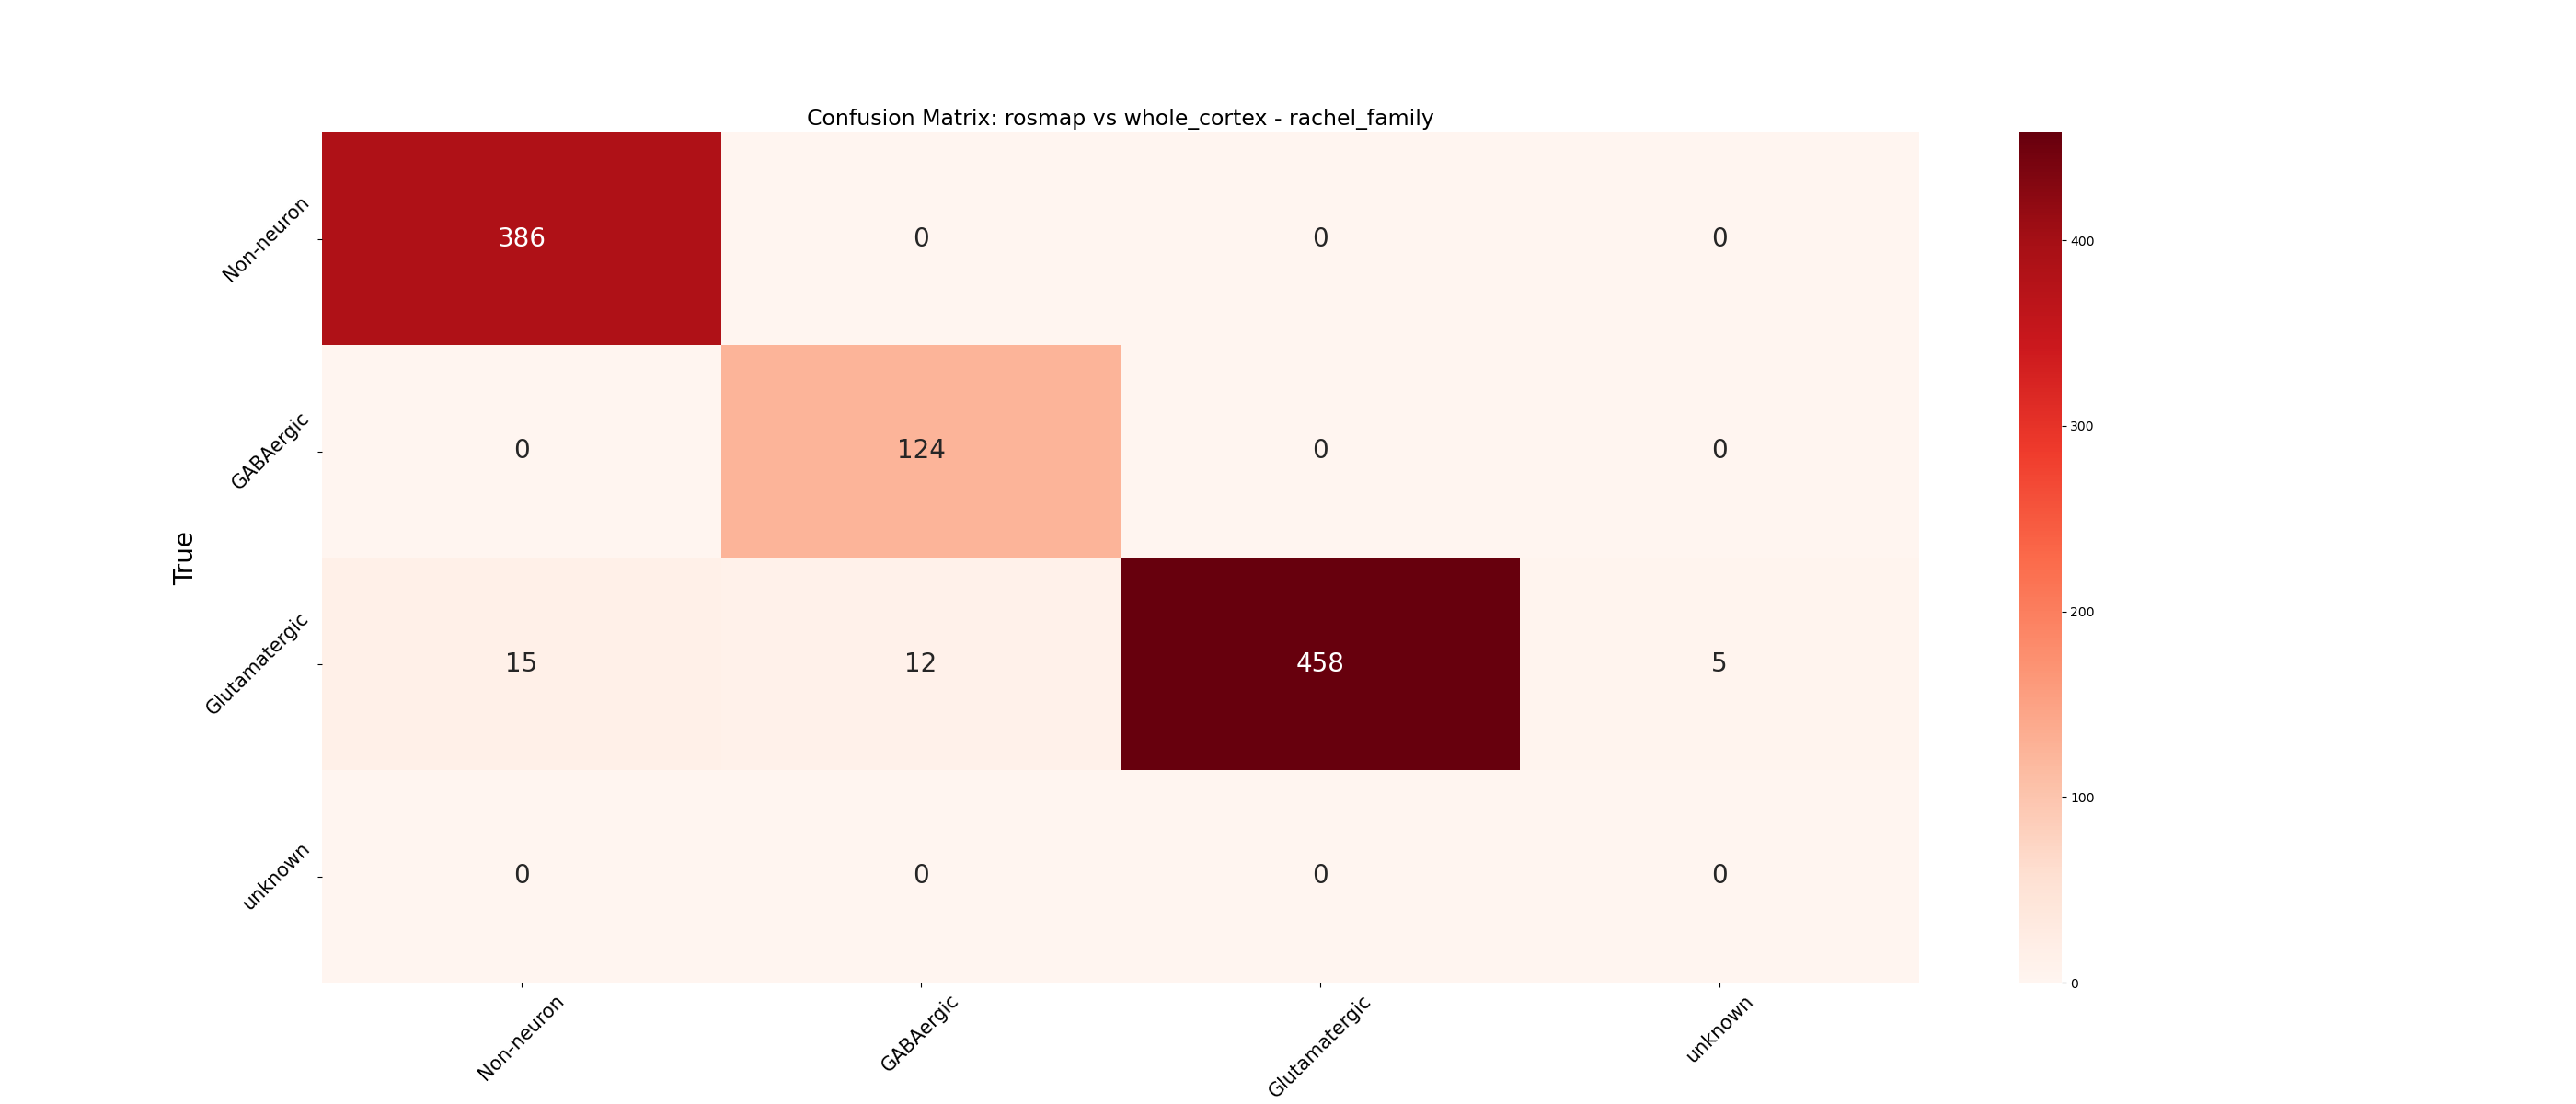 Confusion Matrix: rosmap vs whole_cortex - rachel_family
Non-neuron
386 0 0 0
GABAergic
0 124 0 0
True
Glutamatergic
15 12 458 5
unknown
0 0 0 0
Non-neuron GABAergic Glutamatergic unknown
400
300
200
100
0